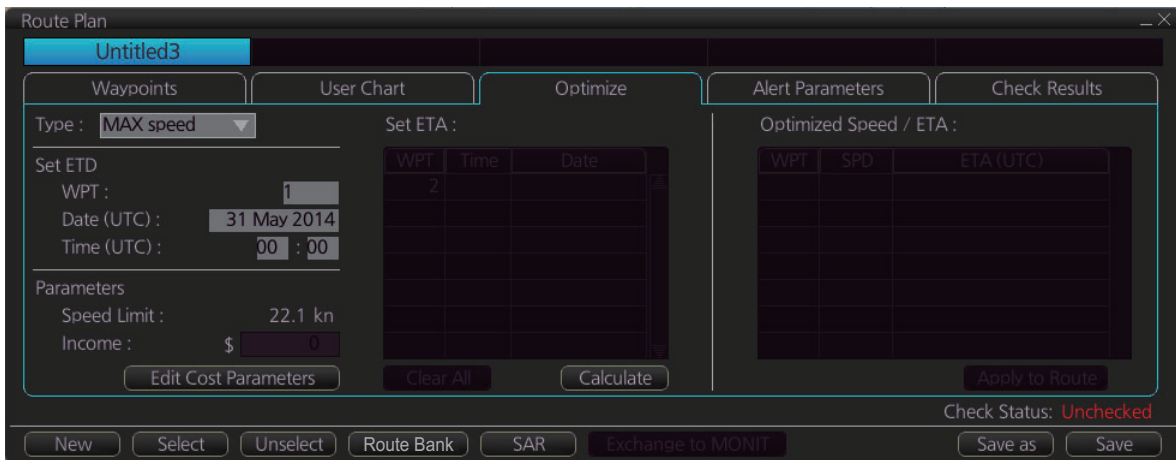 Route Plan
Untitled3
Waypoints User Chart Optimize Alert Parameters Check Results
Type : MAX speed Set ETA : Optimized Speed / ETA :
Set ETD WPT Time Date WPT SPD ETA (UTC)
WPT : 1 2
Date (UTC) : 31 May 2014
Time (UTC) : 00 : 00
Parameters
Speed Limit : 22.1 kn
Income : $ 0
Edit Cost Parameters Clear All Calculate Apply to Route
Check Status: Unchecked
New Select Unselect Route Bank SAR Exchange to MONIT Save as Save